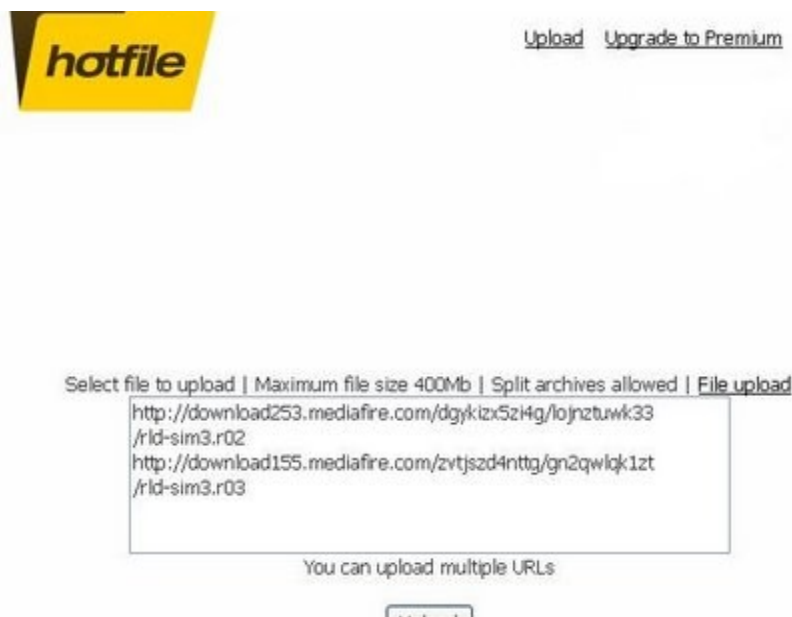 hotfile
Upload Upgrade to Premium
Select file to upload | Maximum file size 400Mb | Split archives allowed | File upload
http://download253.mediafire.com/dgykizx5zi4g/lojnztuwk33
/rld-sim3.r02
http://download155.mediafire.com/zvtjszd4nttg/gn2qwlqk1zt
/rld-sim3.r03
You can upload multiple URLs